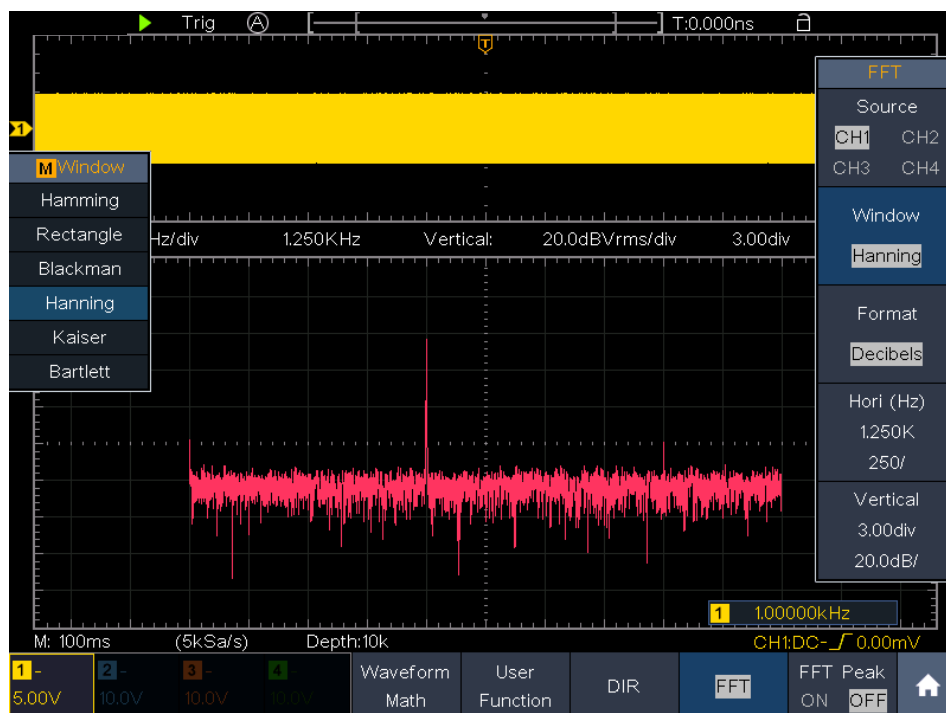 Trig A T:0.000ns
T
1
FFT
Source
CH1 CH2
CH3 CH4
M Window
Hamming
Rectangle
Blackman
Hanning
Kaiser
Bartlett
Hz/div 1.250KHz Vertical: 20.0dBVrms/div 3.00div
Window
Hanning
Format
Decibels
Hori (Hz)
1.250K
250/
Vertical
3.00div
20.0dB/
1 1.00000kHz
M: 100ms (5kSa/s) Depth:10k CH1:DC- 0.00mV
1 - 2 - 3 - 4 -
5.00V 10.0V 10.0V 10.0V
Waveform
Math
User
Function
DIR
FFT
FFT Peak
ON OFF